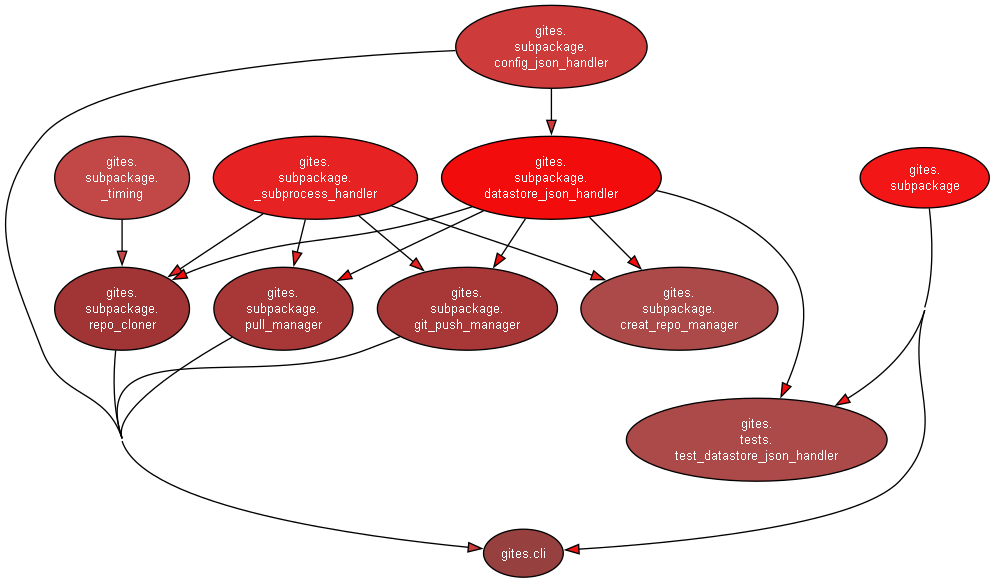 gites.
subpackage.
config_json_handler
gites.
subpackage.
_timing
gites.
subpackage.
_subprocess_handler
gites.
subpackage.
datastore_json_handler
gites.
subpackage
gites.
subpackage.
repo_cloner
gites.
subpackage.
pull_manager
gites.
subpackage.
git_push_manager
gites.
subpackage.
creat_repo_manager
gites.
tests.
test_datastore_json_handler
gites.cli